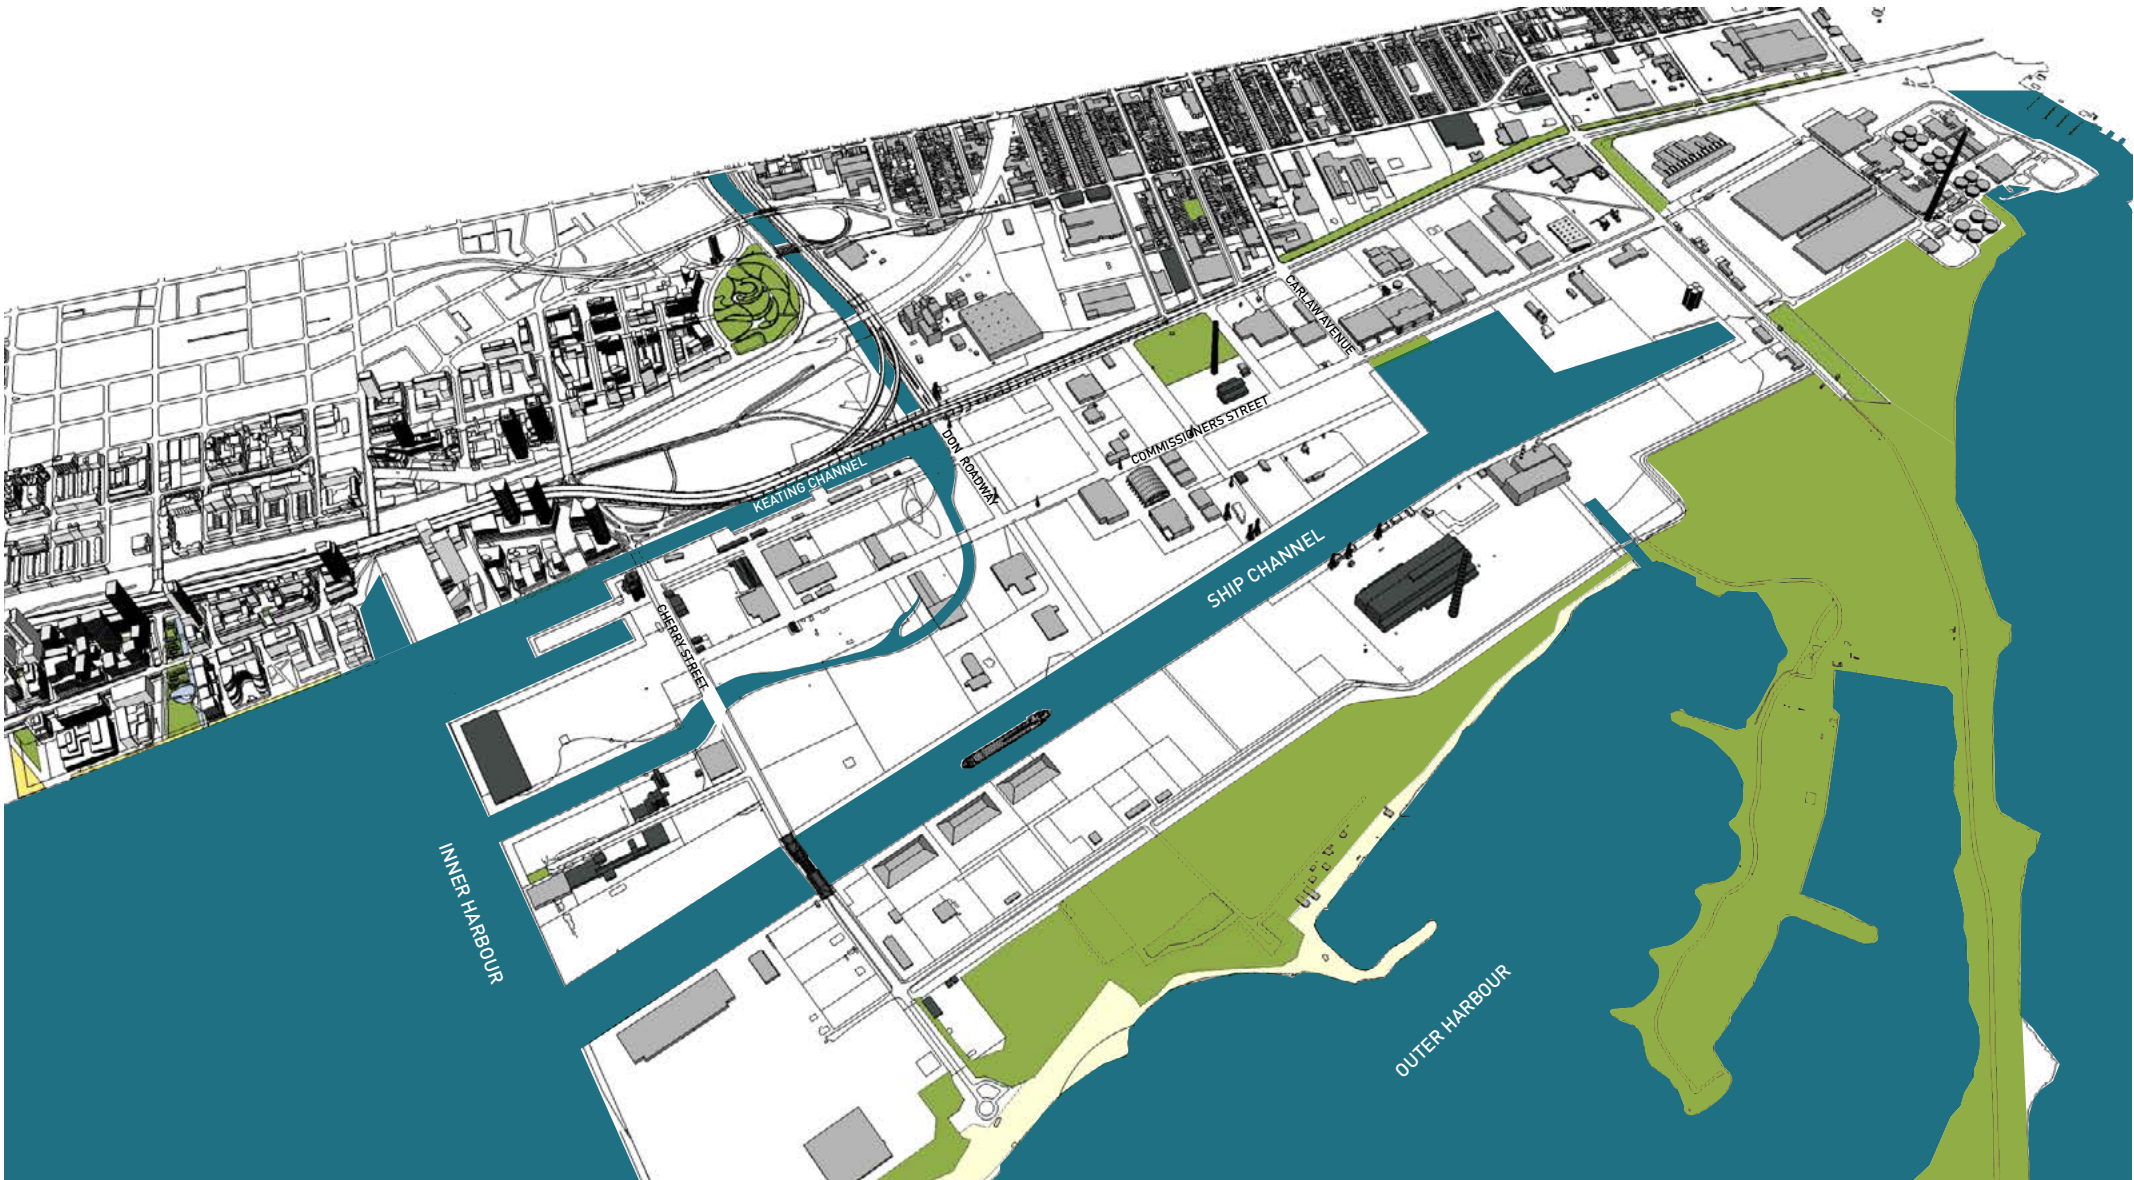 CARLAW AVENUE
COMMISSIONERS STREET
DON ROADWAY
KEATING CHANNEL
SHIP CHANNEL
CHERRY STREET
INNER HARBOUR
OUTER HARBOUR